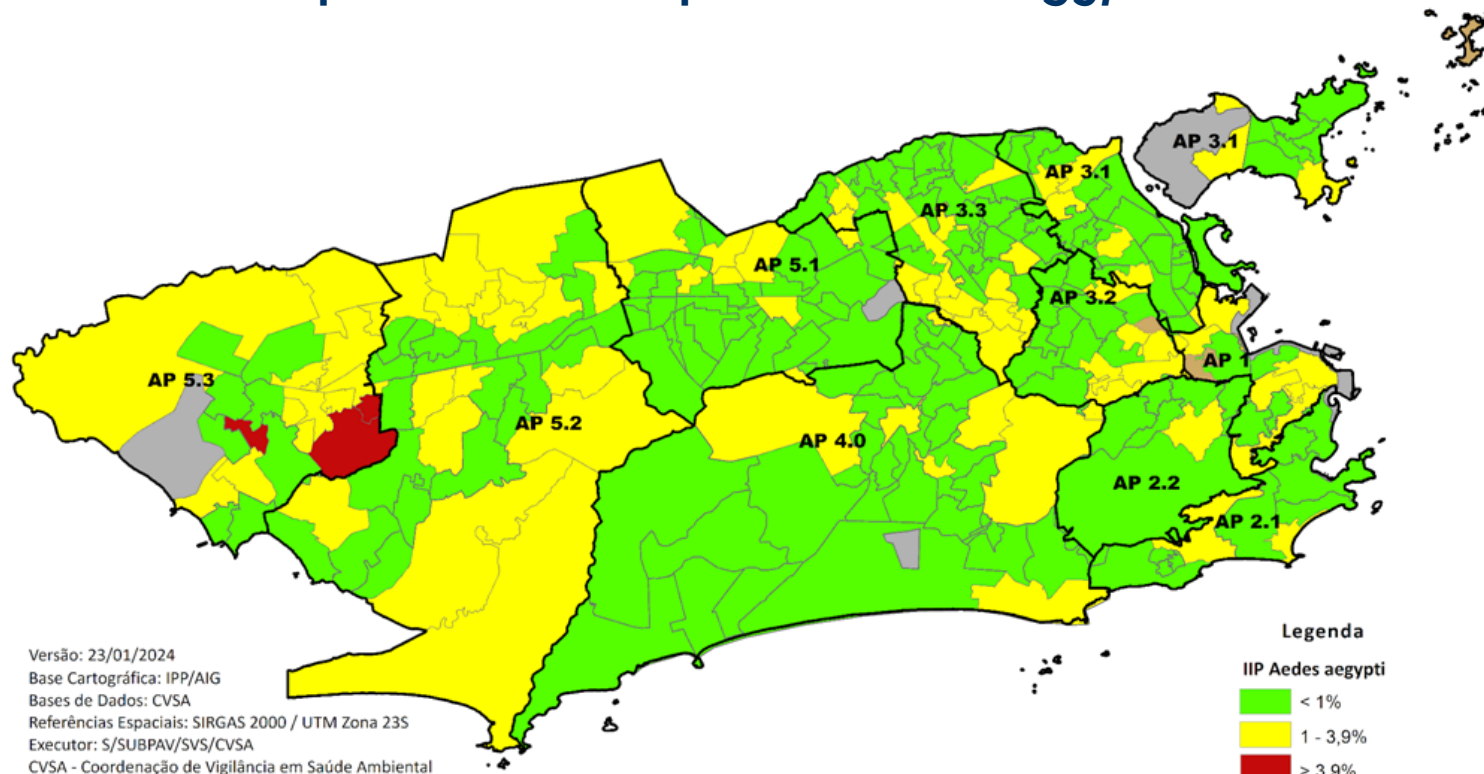 AP 3.1
AP 3.1
AP 3.3
AP 5.1
AP 3.2
AP 1
AP 5.3
AP 5.2
AP 4.0
AP 2.2
AP 2.1
Versão: 23/01/2024
Base Cartográfica: IPP/AIG
Bases de Dados: CVSA
Referências Espaciais: SIRGAS 2000 / UTM Zona 23S
Executor: S/SUBPAV/SVS/CVSA
CVSA - Coordenação de Vigilância em Saúde Ambiental
Legenda
IIP Aedes aegypti
< 1%
1 - 3,9%
> 3,9%